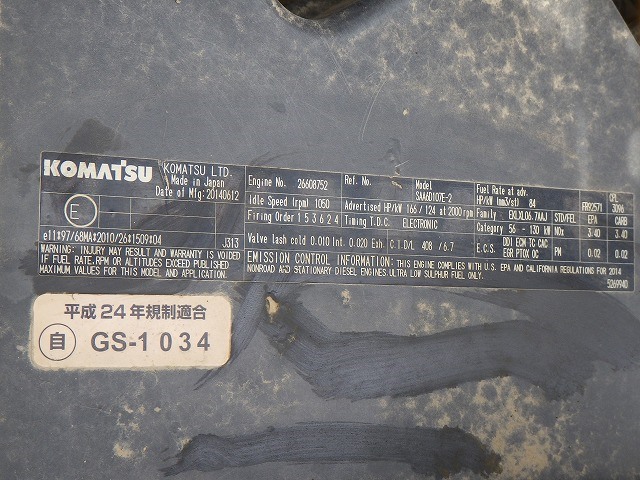 KOMATSU KOMATSU LTD.
Made in Japan
Date of Mfg. 20140612
E
e11*97/68MA*2010/26*1509*04 J313
WARNING: INJURY MAY RESULT AND WARRANTY IS VOIDED
IF FUEL RATE.RPM OR ALTITUDES EXCEED PUBLISHED
MAXIMUM VALUES FOR THIS MODEL AND APPLICATION.
Engine No. 26608752 Ref. No. Model SAA6D107E-2
Idle Speed (rpm) 1050 Advertised HP/kW 166 / 124 at 2000 rpm
Firing Order 1 5 3 6 2 4 Timing T.D.C. ELECTRONIC
Valve lash cold 0.010 Int. 0.020 Exh. C.I.D/L 408 / 6.7
Fuel Rate at adv. HP/kW (mm3/st) 84 FR92571 CPL 3096
Family EKLXL06.7AAJ STD/FEL EPA CARB
Category 56 - 130 kW NOx 3.40 3.40
E.C.S. DDI ECM TC CAC EGR PTOX OC PM 0.02 0.02
EMISSION CONTROL INFORMATION: THIS ENGINE COMPLIES WITH U.S. EPA AND CALIFORNIA REGULATIONS FOR 2014
NONROAD AND STATIONARY DIESEL ENGINES. ULTRA LOW SULPHUR FUEL ONLY. 5269940
平成24年規制適合
自 GS-1034